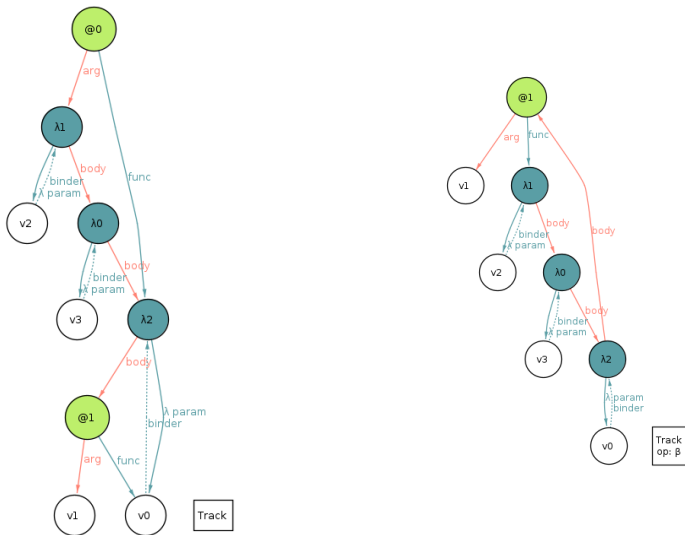 @0
arg
λ1
body
func
binder
λ param
v2
λ0
body
binder
λ param
v3
λ2
body
λ param
binder
@1
arg
func
v1
v0
Track
@1
arg
func
v1
λ1
body
body
binder
λ param
v2
λ0
body
binder
λ param
v3
λ2
λ param
binder
v0
Track
op: β